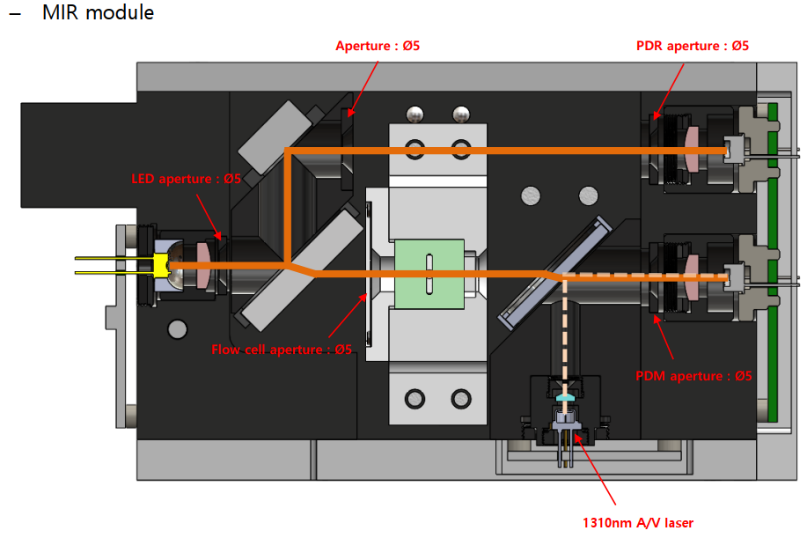 – MIR module
Aperture : Ø5
PDR aperture : Ø5
LED aperture : Ø5
Flow cell aperture : Ø5
PDM aperture : Ø5
1310nm A/V laser